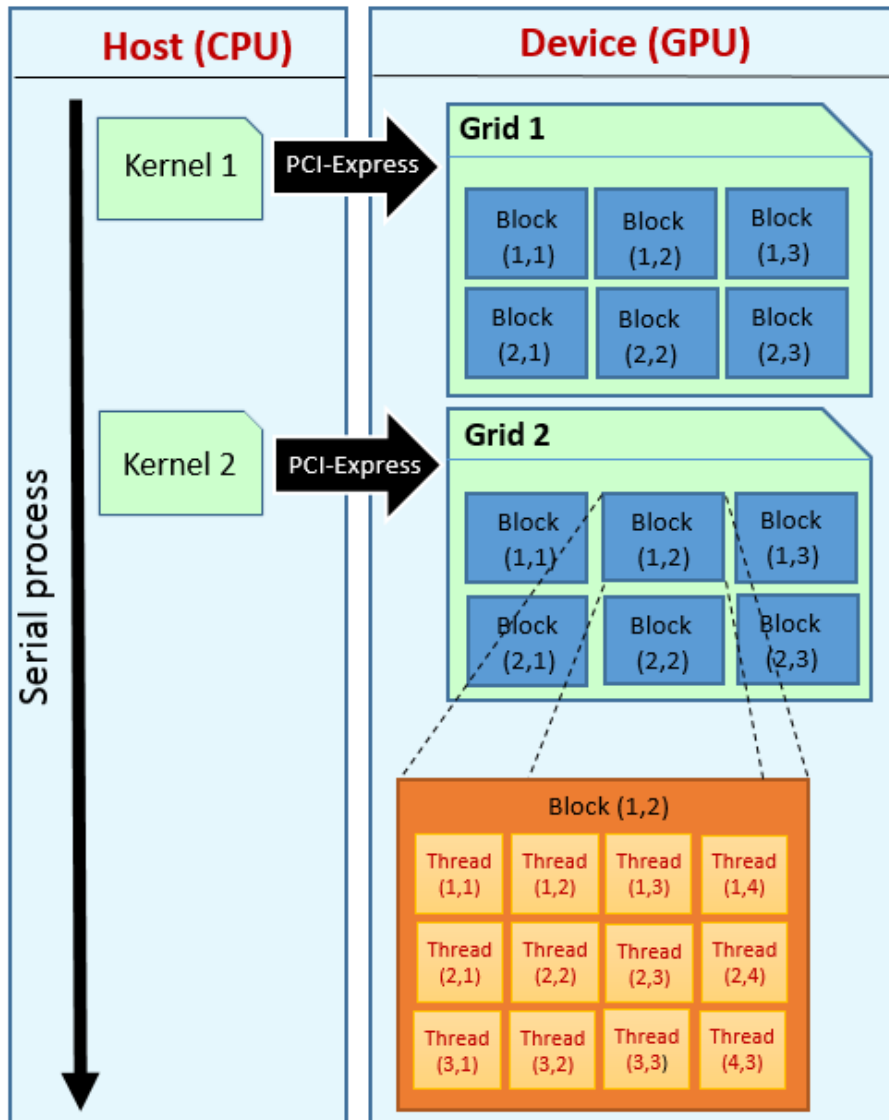 Host (CPU)
Device (GPU)
Serial process
Kernel 1
PCI-Express
Grid 1
Block
(1,1)
Block
(1,2)
Block
(1,3)
Block
(2,1)
Block
(2,2)
Block
(2,3)
Kernel 2
PCI-Express
Grid 2
Block
(1,1)
Block
(1,2)
Block
(1,3)
Block
(2,1)
Block
(2,2)
Block
(2,3)
Block (1,2)
Thread
(1,1)
Thread
(1,2)
Thread
(1,3)
Thread
(1,4)
Thread
(2,1)
Thread
(2,2)
Thread
(2,3)
Thread
(2,4)
Thread
(3,1)
Thread
(3,2)
Thread
(3,3)
Thread
(4,3)